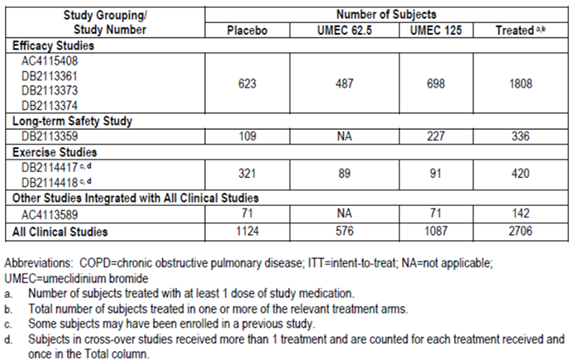 Study Grouping/
Study Number
Number of Subjects
Placebo UMEC 62.5 UMEC 125 Treated a,b
Efficacy Studies
AC4115408
DB2113361
DB2113373
DB2113374
623 487 698 1808
Long-term Safety Study
DB2113359 109 NA 227 336
Exercise Studies
DB2114417 c, d
DB2114418 c, d
321 89 91 420
Other Studies Integrated with All Clinical Studies
AC4113589 71 NA 71 142
All Clinical Studies 1124 576 1087 2706
Abbreviations: COPD=chronic obstructive pulmonary disease; ITT=intent-to-treat; NA=not applicable;
UMEC=umeclidinium bromide
a. Number of subjects treated with at least 1 dose of study medication.
b. Total number of subjects treated in one or more of the relevant treatment arms.
c. Some subjects may have been enrolled in a previous study.
d. Subjects in cross-over studies received more than 1 treatment and are counted for each treatment received and
once in the Total column.